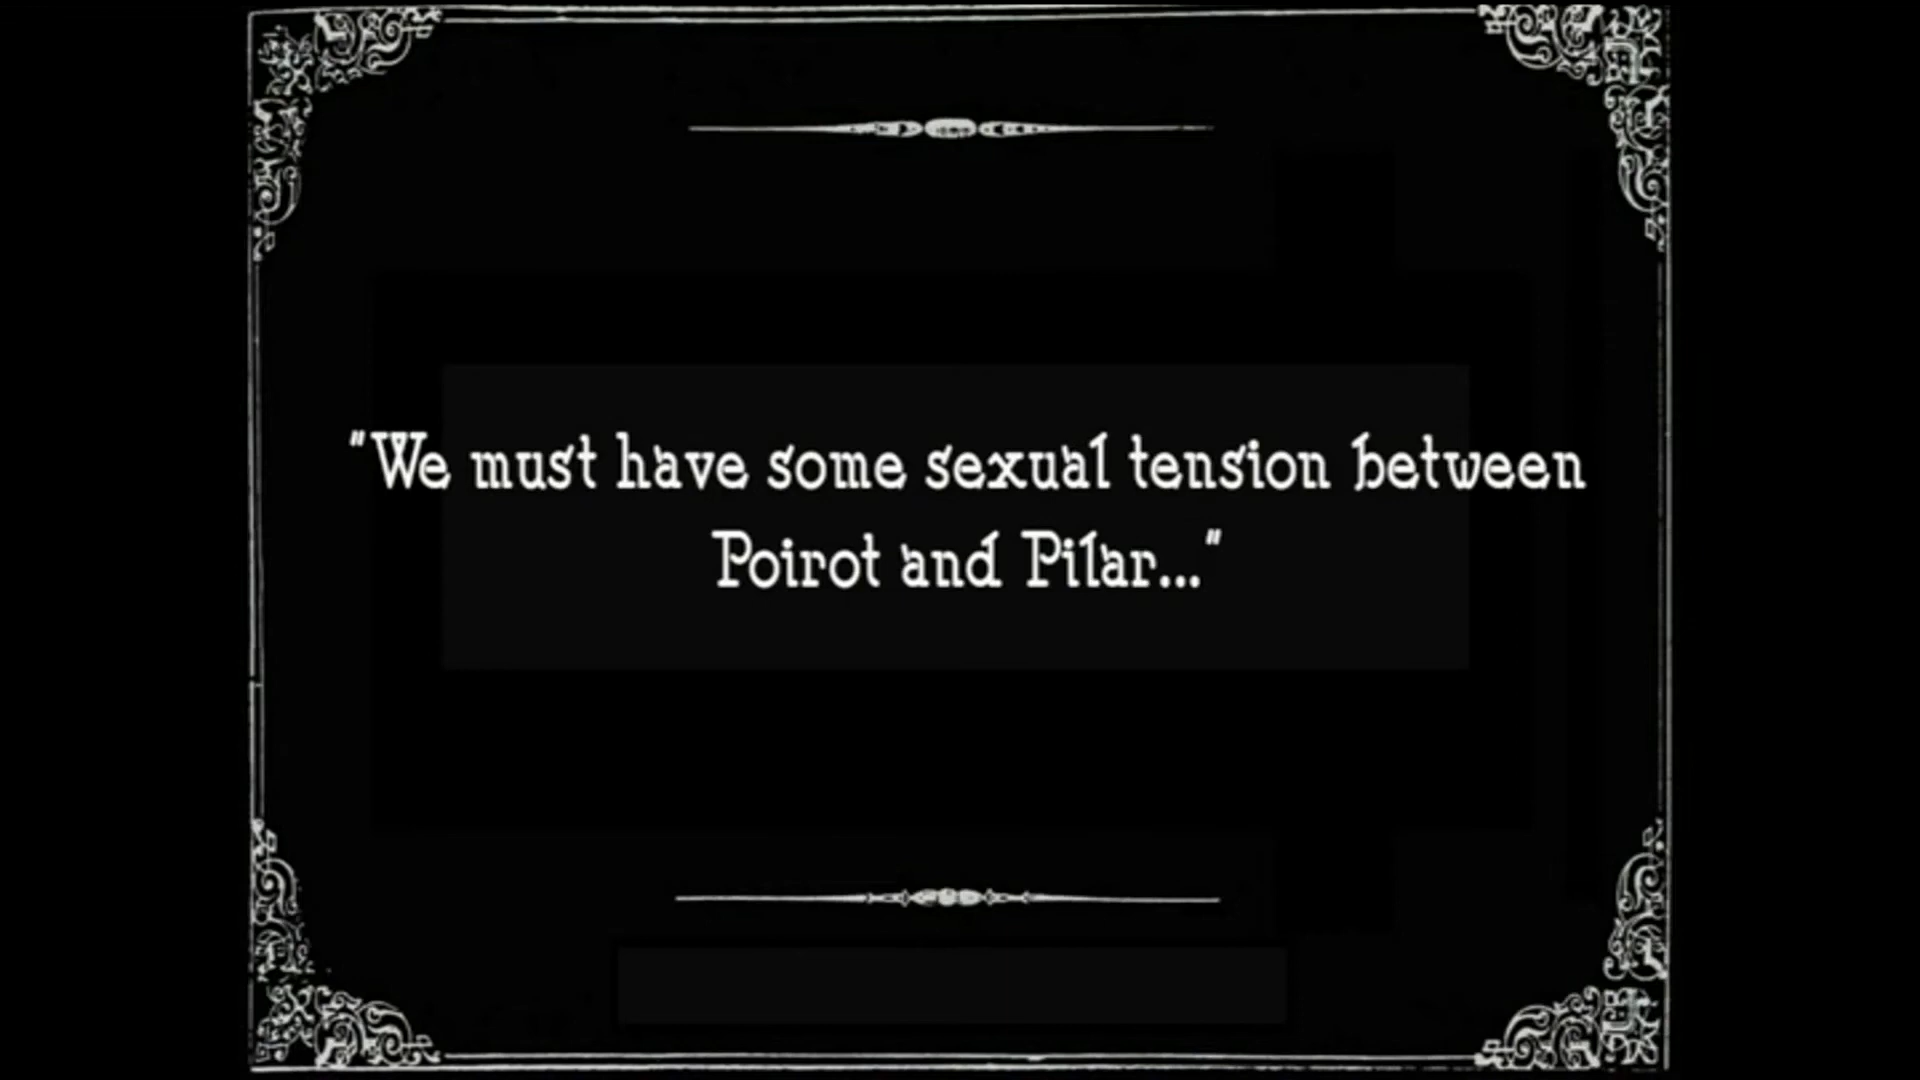 "We must have some sexual tension between
Poirot and Pilar..."